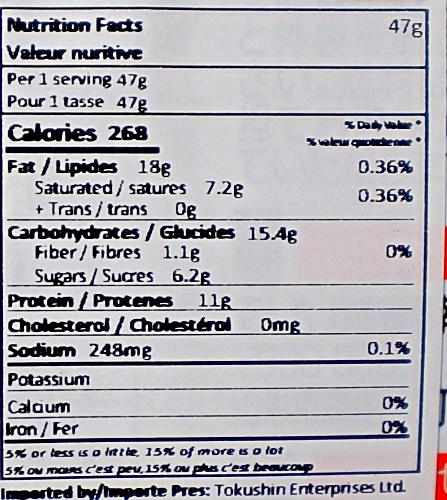 Nutrition Facts 47g
Valeur nuritive
Per 1 serving 47g
Pour 1 tasse 47g
Calories 268
% Daily Value *
% valeur quotidienne *
Fat / Lipides 18g 0.36%
Saturated / satures 7.2g 0.36%
+ Trans / trans 0g
Carbohydrates / Glucides 15.4g
Fiber / Fibres 1.1g 0%
Sugars / Sucres 6.2g
Protein / Protenes 11g
Cholesterol / Cholestérol 0mg
Sodium 248mg 0.1%
Potassium
Calcium 0%
Iron / Fer 0%
5% or less is a little, 15% of more is a lot
5% ou moins c'est peu, 15% ou plus c'est beaucoup
Imported by/Importe Pres: Tokushin Enterprises Ltd.